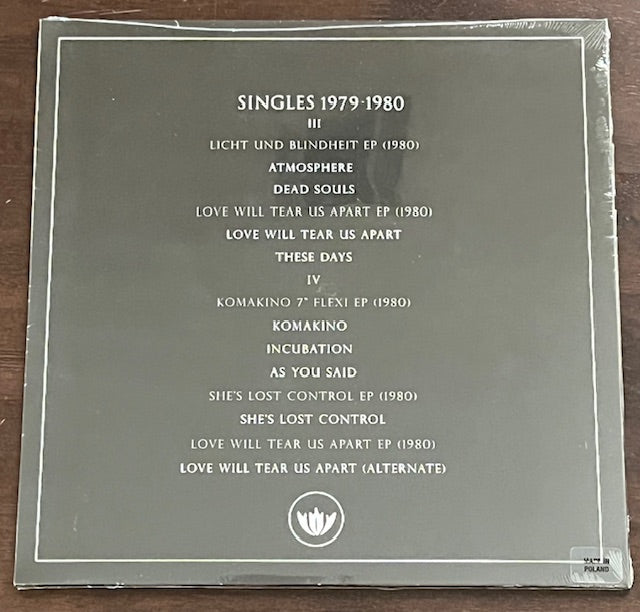 SINGLES 1979-1980
III
LICHT UND BLINDHEIT EP (1980)
ATMOSPHERE
DEAD SOULS
LOVE WILL TEAR US APART EP (1980)
LOVE WILL TEAR US APART
THESE DAYS
IV
KOMAKINO 7" FLEXI EP (1980)
KOMAKINO
INCUBATION
AS YOU SAID
SHE'S LOST CONTROL EP (1980)
SHE'S LOST CONTROL
LOVE WILL TEAR US APART EP (1980)
LOVE WILL TEAR US APART (ALTERNATE)
MADE IN
POLAND